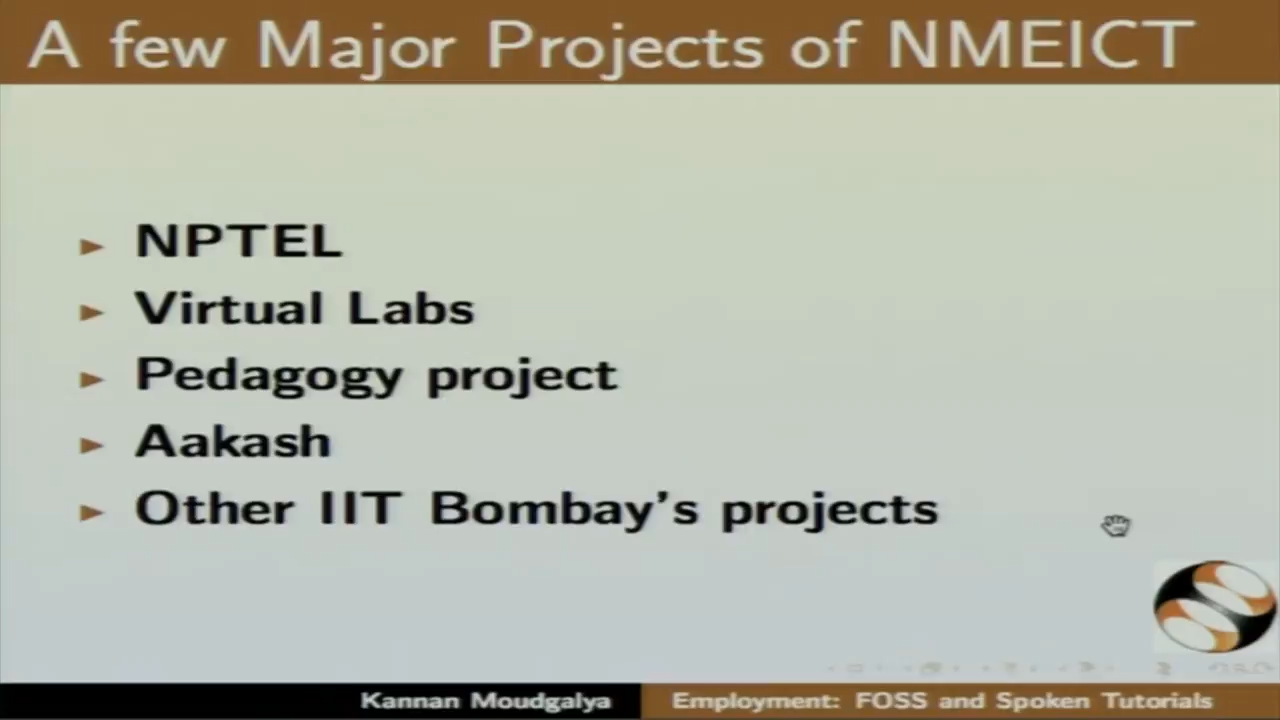 A few Major Projects of NMEICT
NPTEL
Virtual Labs
Pedagogy project
Aakash
Other IIT Bombay's projects
Kannan Moudgalya
Employment: FOSS and Spoken Tutorials